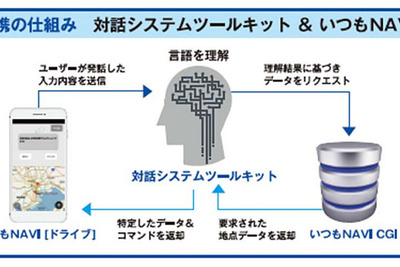 携の仕組み 対話システムツールキット & いつもNAV
言語を理解
ユーザーが発話した
入力内容を送信
理解結果に基づき
データをリクエスト
対話システムツールキット
もNAVI [ドライブ]
特定したデータ&
コマンドを返却
要求された
地点データを返却
いつもNAVI CGI